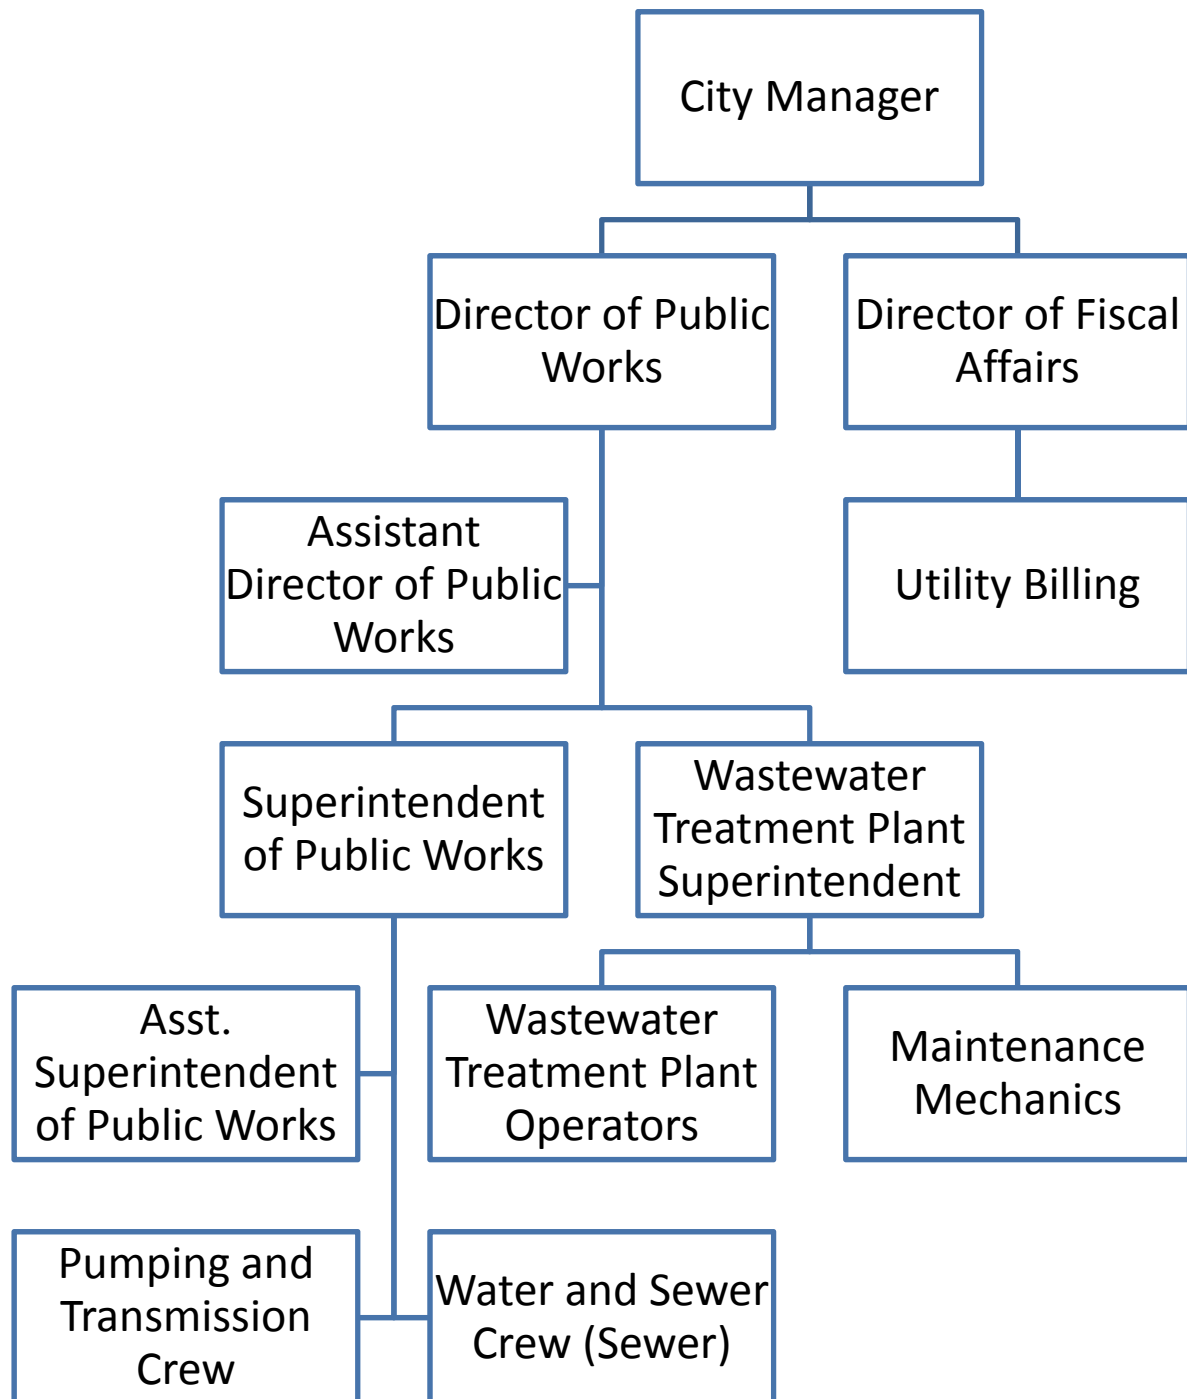 City Manager
Director of Public
Works
Director of Fiscal
Affairs
Assistant
Director of Public
Works
Utility Billing
Superintendent
of Public Works
Wastewater
Treatment Plant
Superintendent
Asst.
Superintendent
of Public Works
Wastewater
Treatment Plant
Operators
Maintenance
Mechanics
Pumping and
Transmission
Crew
Water and Sewer
Crew (Sewer)